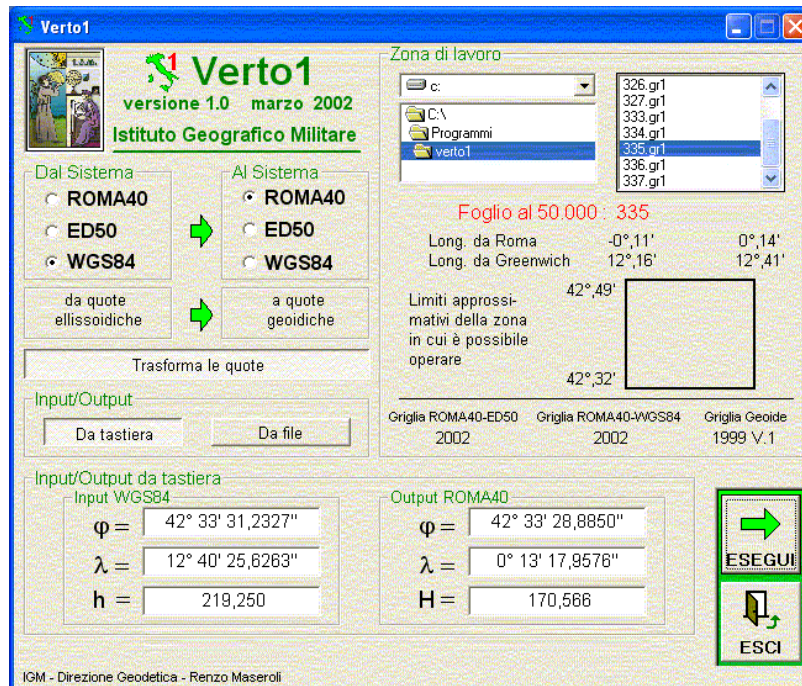 Verto1
I.G.M.
1
Verto1
versione 1.0 marzo 2002
Istituto Geografico Militare
Dal Sistema
ROMA40
ED50
WGS84
Al Sistema
ROMA40
ED50
WGS84
da quote
ellissoidiche
a quote
geoidiche
Trasforma le quote
Input/Output
Da tastiera
Da file
Zona di lavoro
c:
C:\
Programmi
verto1
326.gr1
327.gr1
333.gr1
334.gr1
335.gr1
336.gr1
337.gr1
Foglio al 50.000 : 335
Long. da Roma -0°,11' 0°,14'
Long. da Greenwich 12°,16' 12°,41'
Limiti approssi-
mativi della zona
in cui è possibile
operare
42°,49'
42°,32'
Griglia ROMA40-ED50 Griglia ROMA40-WGS84 Griglia Geoide
2002 2002 1999 V.1
Input/Output da tastiera
Input WGS84
φ = 42° 33' 31,2327"
λ = 12° 40' 25,6263"
h = 219,250
Output ROMA40
φ = 42° 33' 28,8850"
λ = 0° 13' 17,9576"
H = 170,566
ESEGUI
ESCI
IGM - Direzione Geodetica - Renzo Maseroli